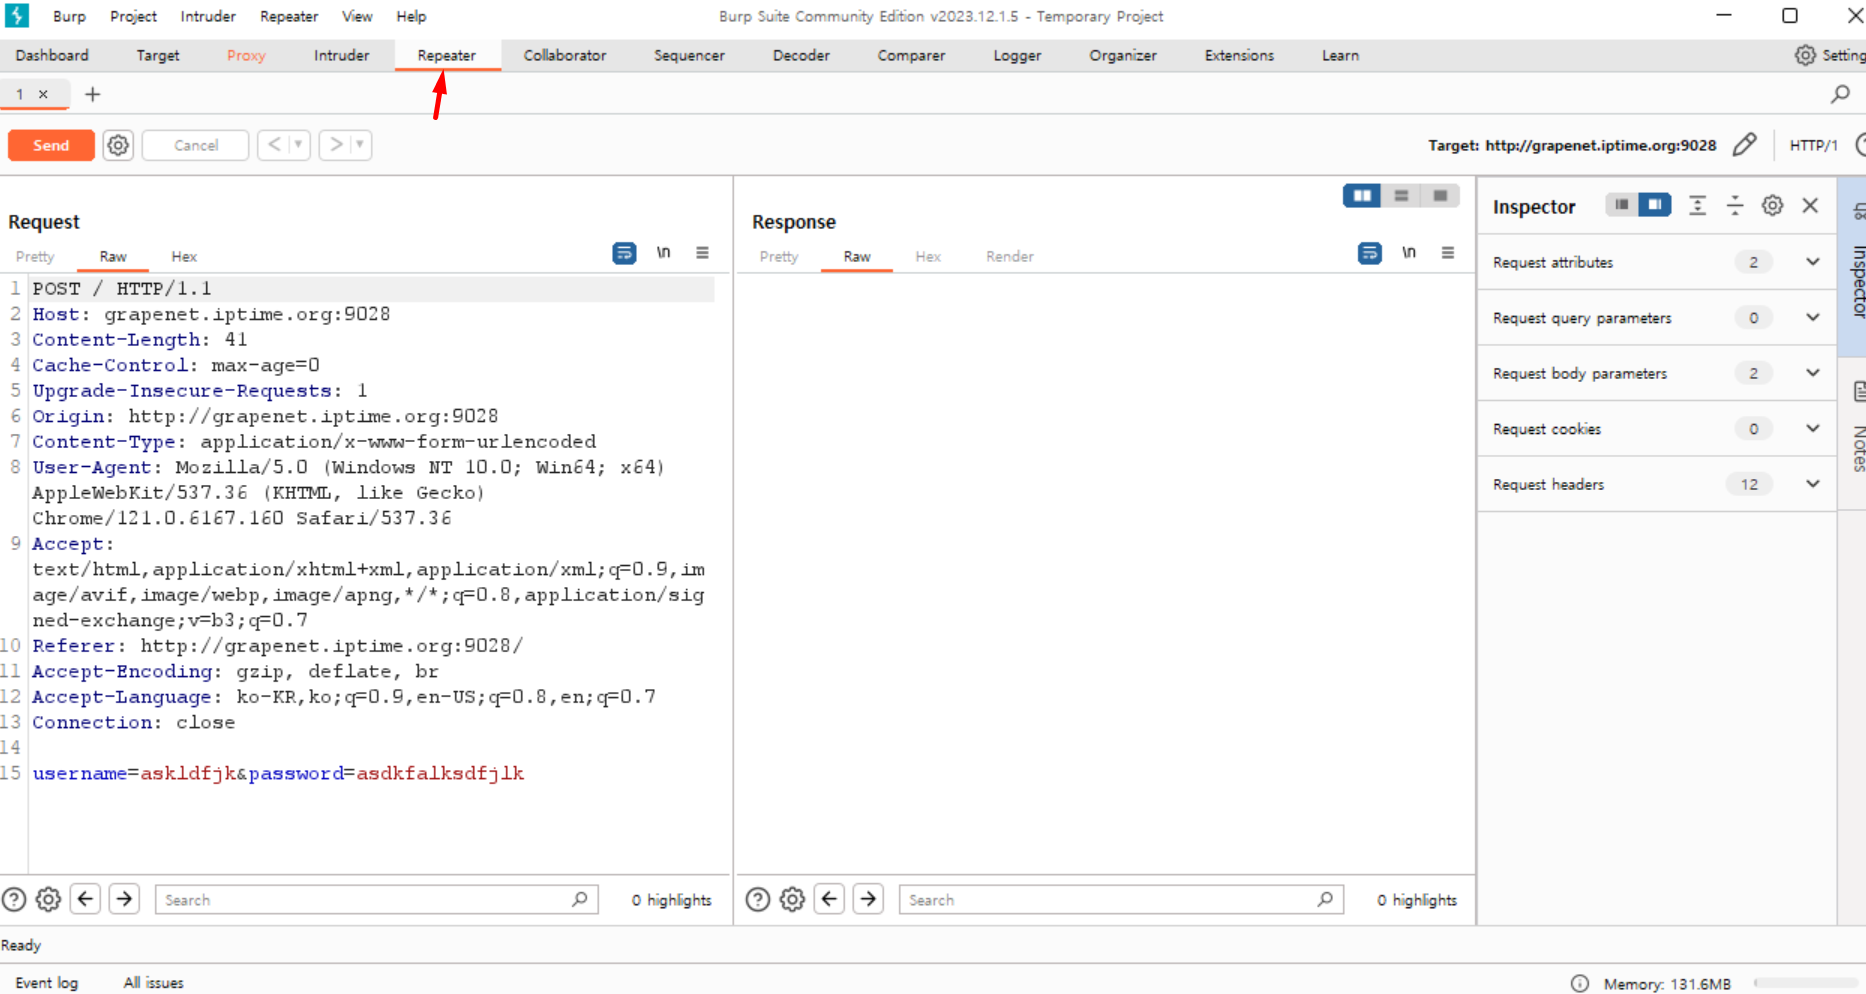 Burp Project Intruder Repeater View Help Burp Suite Community Edition v2023.12.1.5 - Temporary Project
Dashboard Target Proxy Intruder Repeater Collaborator Sequencer Decoder Comparer Logger Organizer Extensions Learn Setting
1 × +
Send Cancel < > Target: http://grapenet.iptime.org:9028 HTTP/1
Request
Pretty Raw Hex \n
1 POST / HTTP/1.1
2 Host: grapenet.iptime.org:9028
3 Content-Length: 41
4 Cache-Control: max-age=0
5 Upgrade-Insecure-Requests: 1
6 Origin: http://grapenet.iptime.org:9028
7 Content-Type: application/x-www-form-urlencoded
8 User-Agent: Mozilla/5.0 (Windows NT 10.0; Win64; x64)
AppleWebKit/537.36 (KHTML, like Gecko)
Chrome/121.0.6167.160 Safari/537.36
9 Accept:
text/html,application/xhtml+xml,application/xml;q=0.9,im
age/avif,image/webp,image/apng,*/*;q=0.8,application/sig
ned-exchange;v=b3;q=0.7
10 Referer: http://grapenet.iptime.org:9028/
11 Accept-Encoding: gzip, deflate, br
12 Accept-Language: ko-KR,ko;q=0.9,en-US;q=0.8,en;q=0.7
13 Connection: close
14
15 username=askldfjk&password=asdkfalksdfjlk
Search 0 highlights
Response
Pretty Raw Hex Render \n
Search 0 highlights
Inspector
Request attributes 2
Request query parameters 0
Request body parameters 2
Request cookies 0
Request headers 12
Inspector
Notes
Ready
Event log All issues Memory: 131.6MB